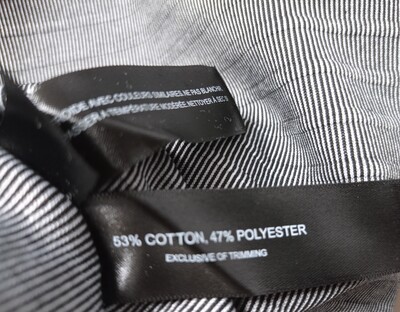 AVEC COULEURS SIMILAIRES, NE PAS BLANCHIR,
A TEMPÉRATURE MODÉRÉE, NETTOYER À SEC
53% COTTON, 47% POLYESTER
EXCLUSIVE OF TRIMMING